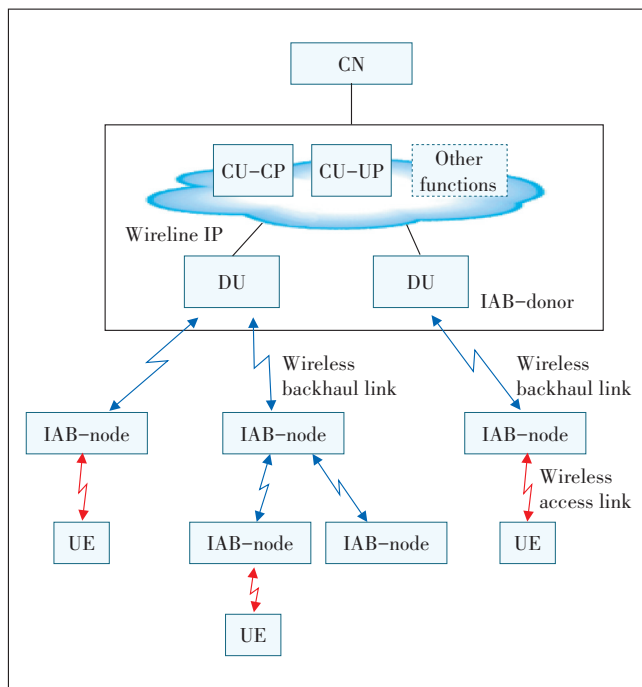 CN
CU-CP
CU-UP
Other
functions
Wireline IP
DU
DU
IAB-donor
Wireless
backhaul link
Wireless
backhaul link
IAB-node
IAB-node
IAB-node
Wireless
access link
UE
IAB-node
IAB-node
UE
UE